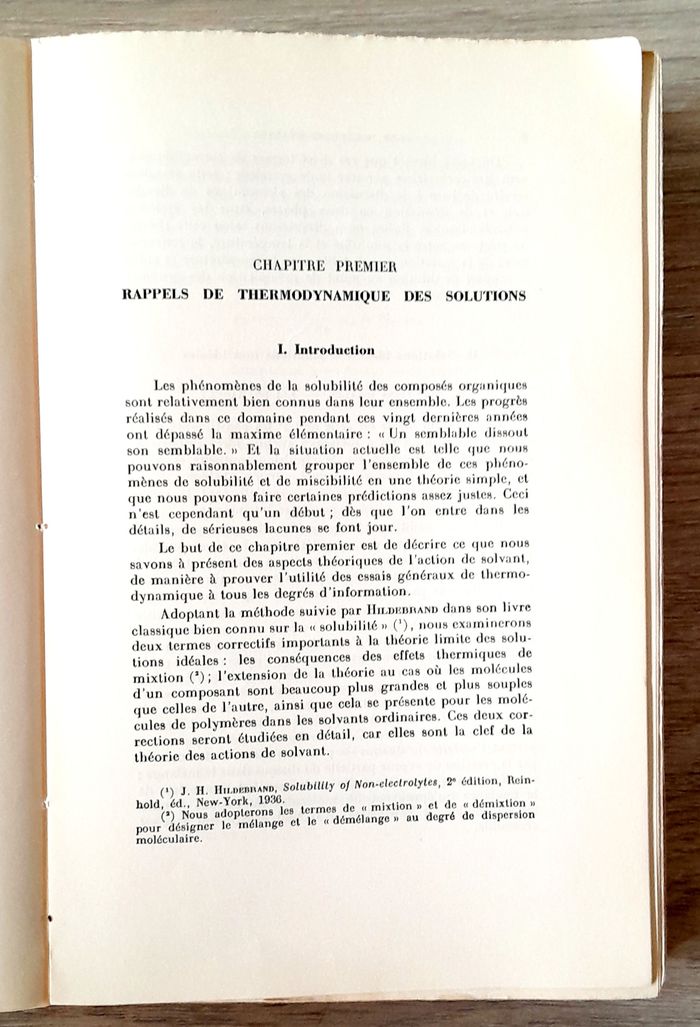 CHAPITRE PREMIER
RAPPELS DE THERMODYNAMIQUE DES SOLUTIONS
I. Introduction
Les phénomènes de la solubilité des composés organiques
sont relativement bien connus dans leur ensemble. Les progrès
réalisés dans ce domaine pendant ces vingt dernières années
ont dépassé la maxime élémentaire : « Un semblable dissout
son semblable. » Et la situation actuelle est telle que nous
pouvons raisonnablement grouper l'ensemble de ces phéno-
mènes de solubilité et de miscibilité en une théorie simple, et
que nous pouvons faire certaines prédictions assez justes. Ceci
n'est cependant qu'un début ; dès que l'on entre dans les
détails, de sérieuses lacunes se font jour.
Le but de ce chapitre premier est de décrire ce que nous
savons à présent des aspects théoriques de l'action de solvant,
de manière à prouver l'utilité des essais généraux de thermo-
dynamique à tous les degrés d'information.
Adoptant la méthode suivie par HILDEBRAND dans son livre
classique bien connu sur la « solubilité » (¹), nous examinerons
deux termes correctifs importants à la théorie limite des solu-
tions idéales : les conséquences des effets thermiques de
mixtion (²) ; l'extension de la théorie au cas où les molécules
d'un composant sont beaucoup plus grandes et plus souples
que celles de l'autre, ainsi que cela se présente pour les molé-
cules de polymères dans les solvants ordinaires. Ces deux cor-
rections seront étudiées en détail, car elles sont la clef de la
théorie des actions de solvant.
(¹) J. H. HILDEBRAND, Solubility of Non-electrolytes, 2ᵉ édition, Rein-
hold, éd., New-York, 1936.
(²) Nous adopterons les termes de « mixtion » et de « démixtion »
pour désigner le mélange et le « démélange » au degré de dispersion
moléculaire.